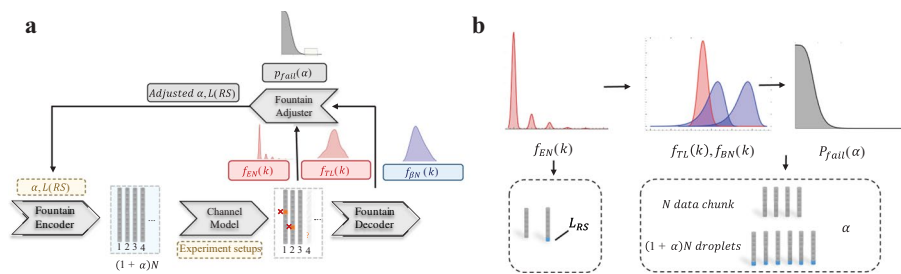 a
p_fail(α)
Adjusted α, L(RS)
Fountain
Adjuster
f_EN(k)
f_TL(k)
f_BN(k)
α, L(RS)
Fountain
Encoder
1 2 3 4
...
(1 + α)N
Channel
Model
Experiment setups
1 2 3 4
...
Fountain
Decoder
b
f_EN(k)
f_TL(k), f_BN(k)
P_fail(α)
L_RS
N data chunk
(1 + α)N droplets
α